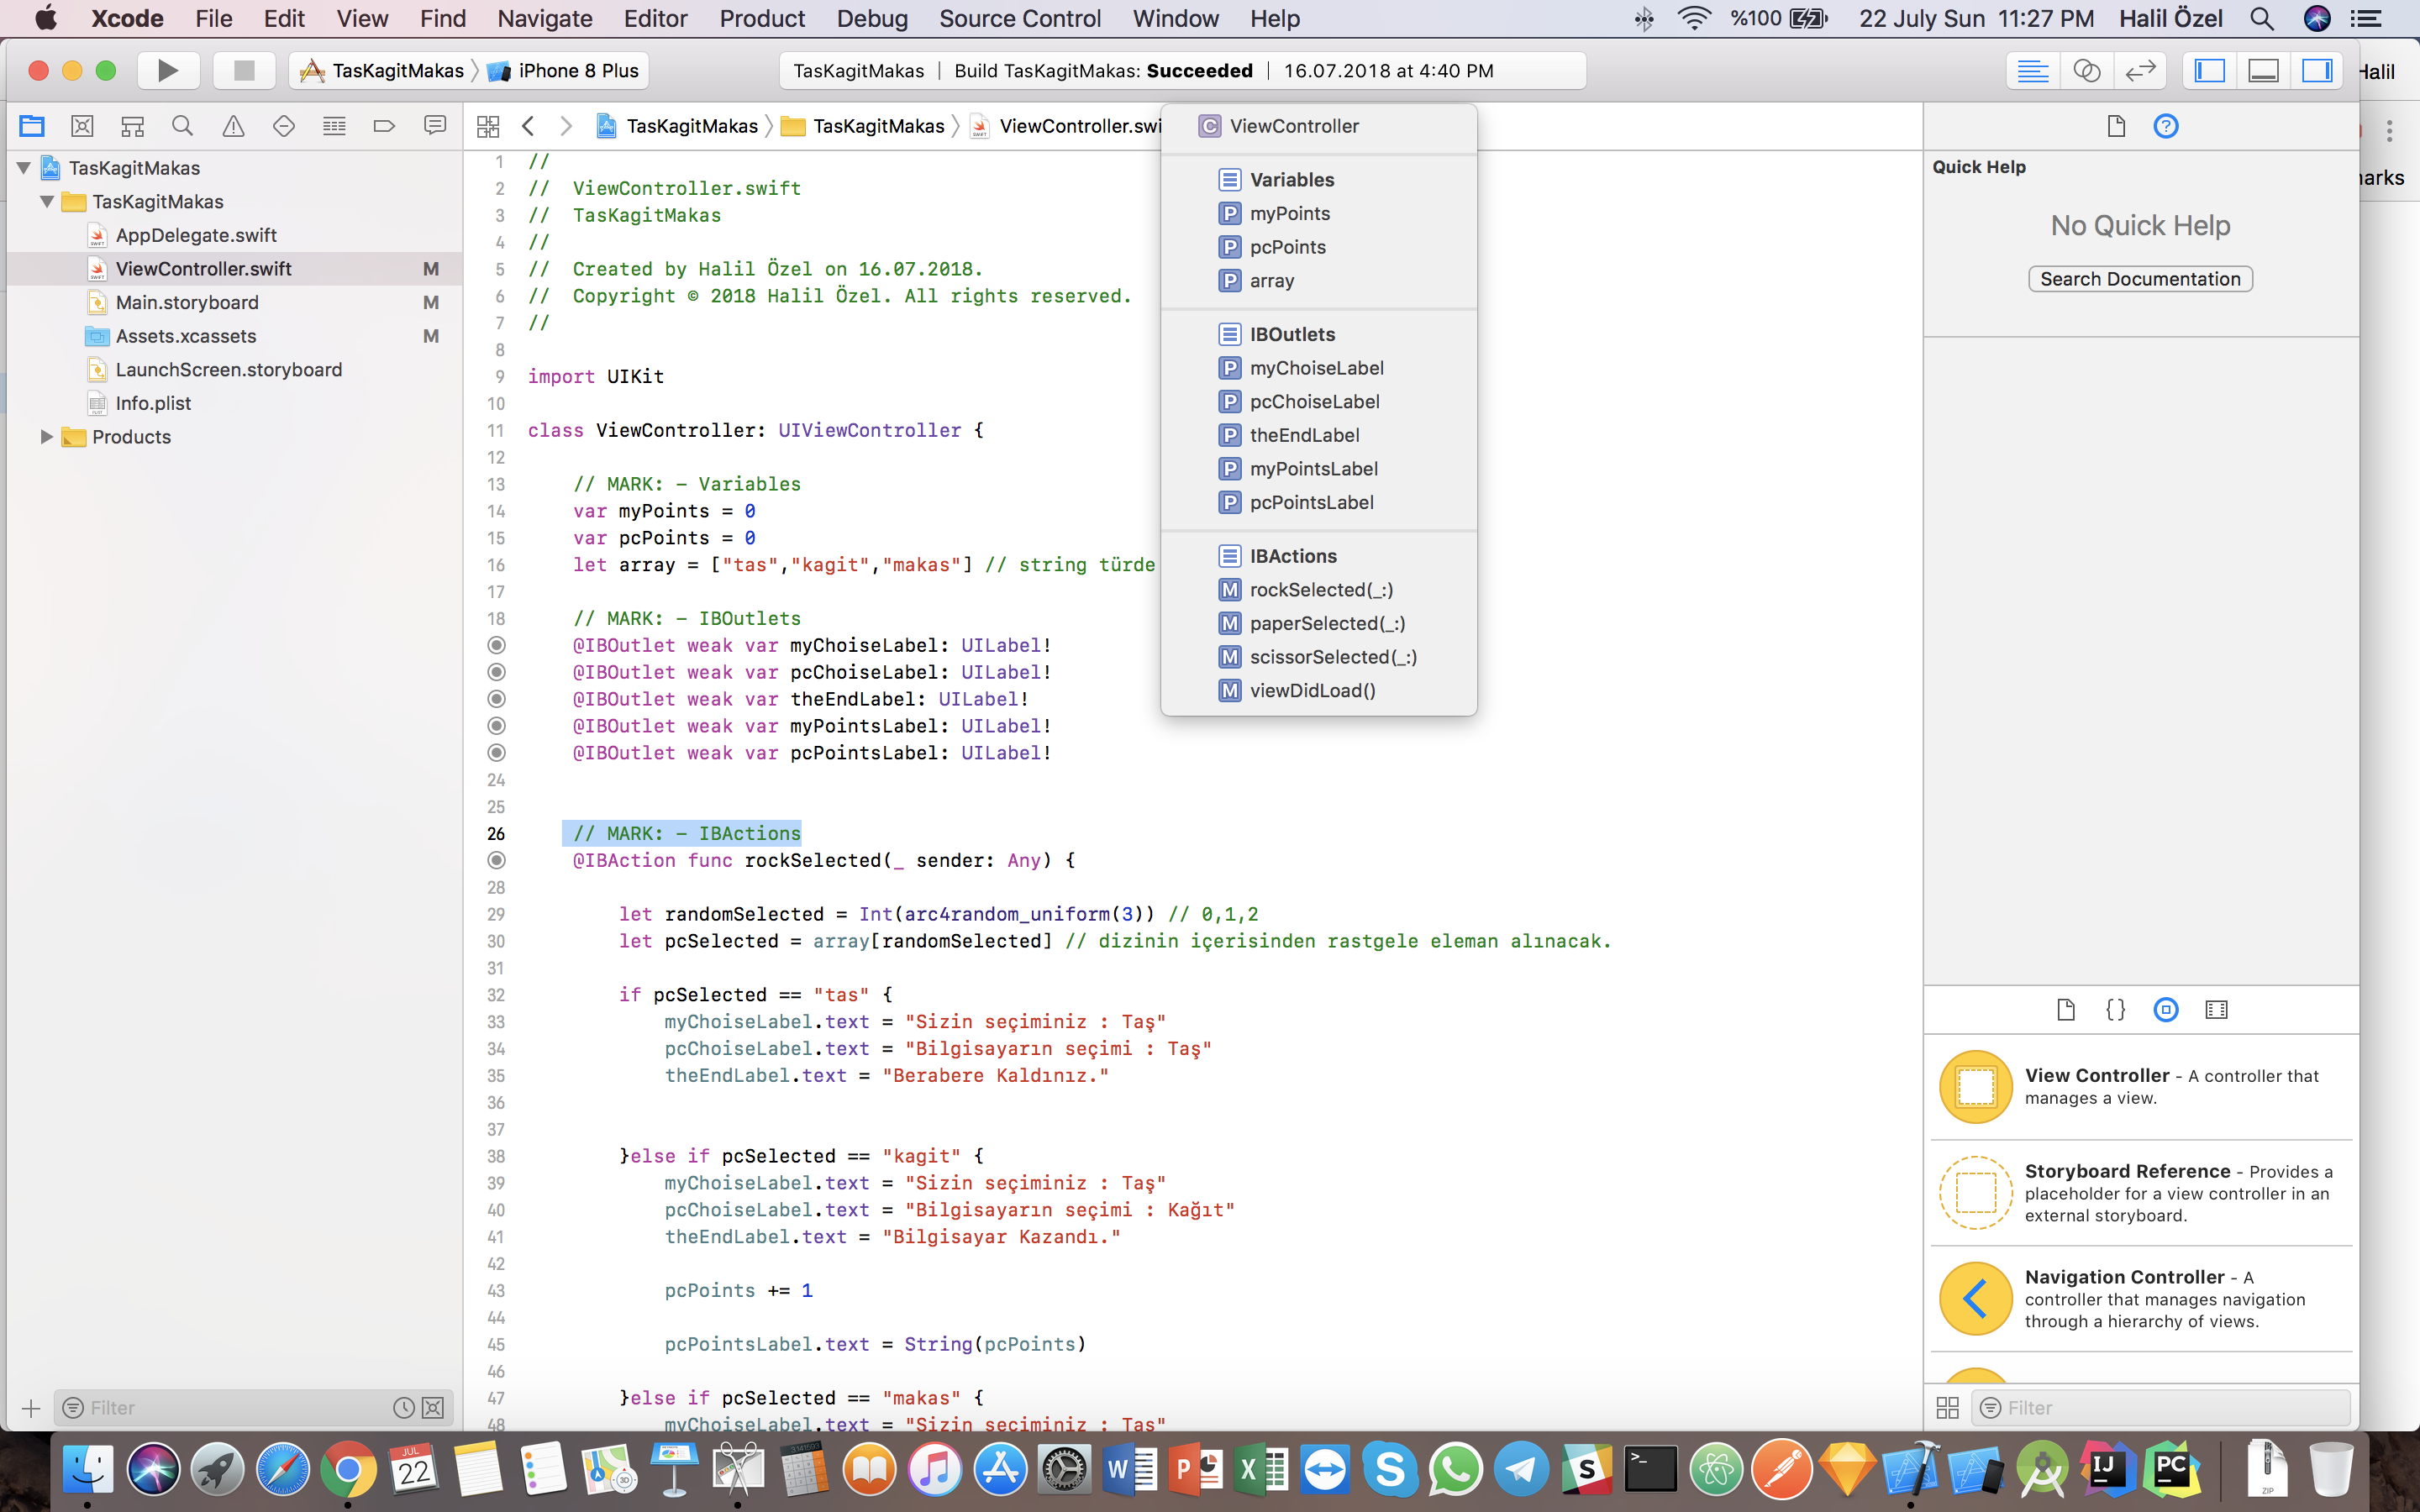 Xcode File Edit View Find Navigate Editor Product Debug Source Control Window Help %100 22 July Sun 11:27 PM Halil Özel
TasKagitMakas iPhone 8 Plus TasKagitMakas | Build TasKagitMakas: Succeeded | 16.07.2018 at 4:40 PM Halil
TasKagitMakas TasKagitMakas ViewController.swi
arks
TasKagitMakas
TasKagitMakas
AppDelegate.swift
ViewController.swift M
Main.storyboard M
Assets.xcassets M
LaunchScreen.storyboard
Info.plist
Products
Filter
1 //
2 // ViewController.swift
3 // TasKagitMakas
4 //
5 // Created by Halil Özel on 16.07.2018.
6 // Copyright © 2018 Halil Özel. All rights reserved.
7 //
8
9 import UIKit
10
11 class ViewController: UIViewController {
12
13 // MARK: - Variables
14 var myPoints = 0
15 var pcPoints = 0
16 let array = ["tas","kagit","makas"] // string türde
17
18 // MARK: - IBOutlets
@IBOutlet weak var myChoiseLabel: UILabel!
@IBOutlet weak var pcChoiseLabel: UILabel!
@IBOutlet weak var theEndLabel: UILabel!
@IBOutlet weak var myPointsLabel: UILabel!
@IBOutlet weak var pcPointsLabel: UILabel!
24
25
26 // MARK: - IBActions
@IBAction func rockSelected(_ sender: Any) {
28
29 let randomSelected = Int(arc4random_uniform(3)) // 0,1,2
30 let pcSelected = array[randomSelected] // dizinin içerisinden rastgele eleman alınacak.
31
32 if pcSelected == "tas" {
33 myChoiseLabel.text = "Sizin seçiminiz : Taş"
34 pcChoiseLabel.text = "Bilgisayarın seçimi : Taş"
35 theEndLabel.text = "Berabere Kaldınız."
36
37
38 }else if pcSelected == "kagit" {
39 myChoiseLabel.text = "Sizin seçiminiz : Taş"
40 pcChoiseLabel.text = "Bilgisayarın seçimi : Kağıt"
41 theEndLabel.text = "Bilgisayar Kazandı."
42
43 pcPoints += 1
44
45 pcPointsLabel.text = String(pcPoints)
46
47 }else if pcSelected == "makas" {
48 myChoiseLabel.text = "Sizin seçiminiz : Taş"
C ViewController
Variables
P myPoints
P pcPoints
P array
IBOutlets
P myChoiseLabel
P pcChoiseLabel
P theEndLabel
P myPointsLabel
P pcPointsLabel
IBActions
M rockSelected(_:)
M paperSelected(_:)
M scissorSelected(_:)
M viewDidLoad()
Quick Help
No Quick Help
Search Documentation
{}
View Controller - A controller that
manages a view.
Storyboard Reference - Provides a
placeholder for a view controller in an
external storyboard.
Navigation Controller - A
controller that manages navigation
through a hierarchy of views.
Filter
JUL
22
3D
W P X S S >_ IJ PC ZIP